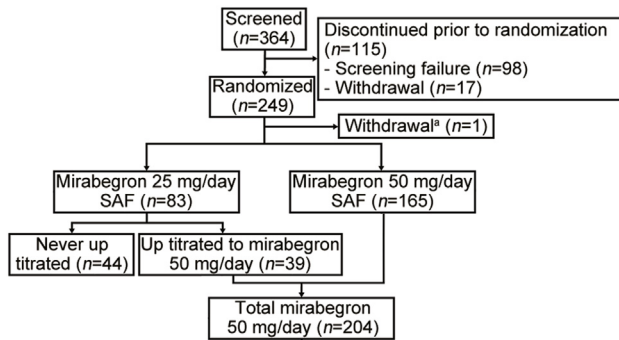 Screened
(n=364)
Discontinued prior to randomization
(n=115)
- Screening failure (n=98)
- Withdrawal (n=17)
Randomized
(n=249)
Withdrawalᵃ (n=1)
Mirabegron 25 mg/day
SAF (n=83)
Mirabegron 50 mg/day
SAF (n=165)
Never up
titrated (n=44)
Up titrated to mirabegron
50 mg/day (n=39)
Total mirabegron
50 mg/day (n=204)